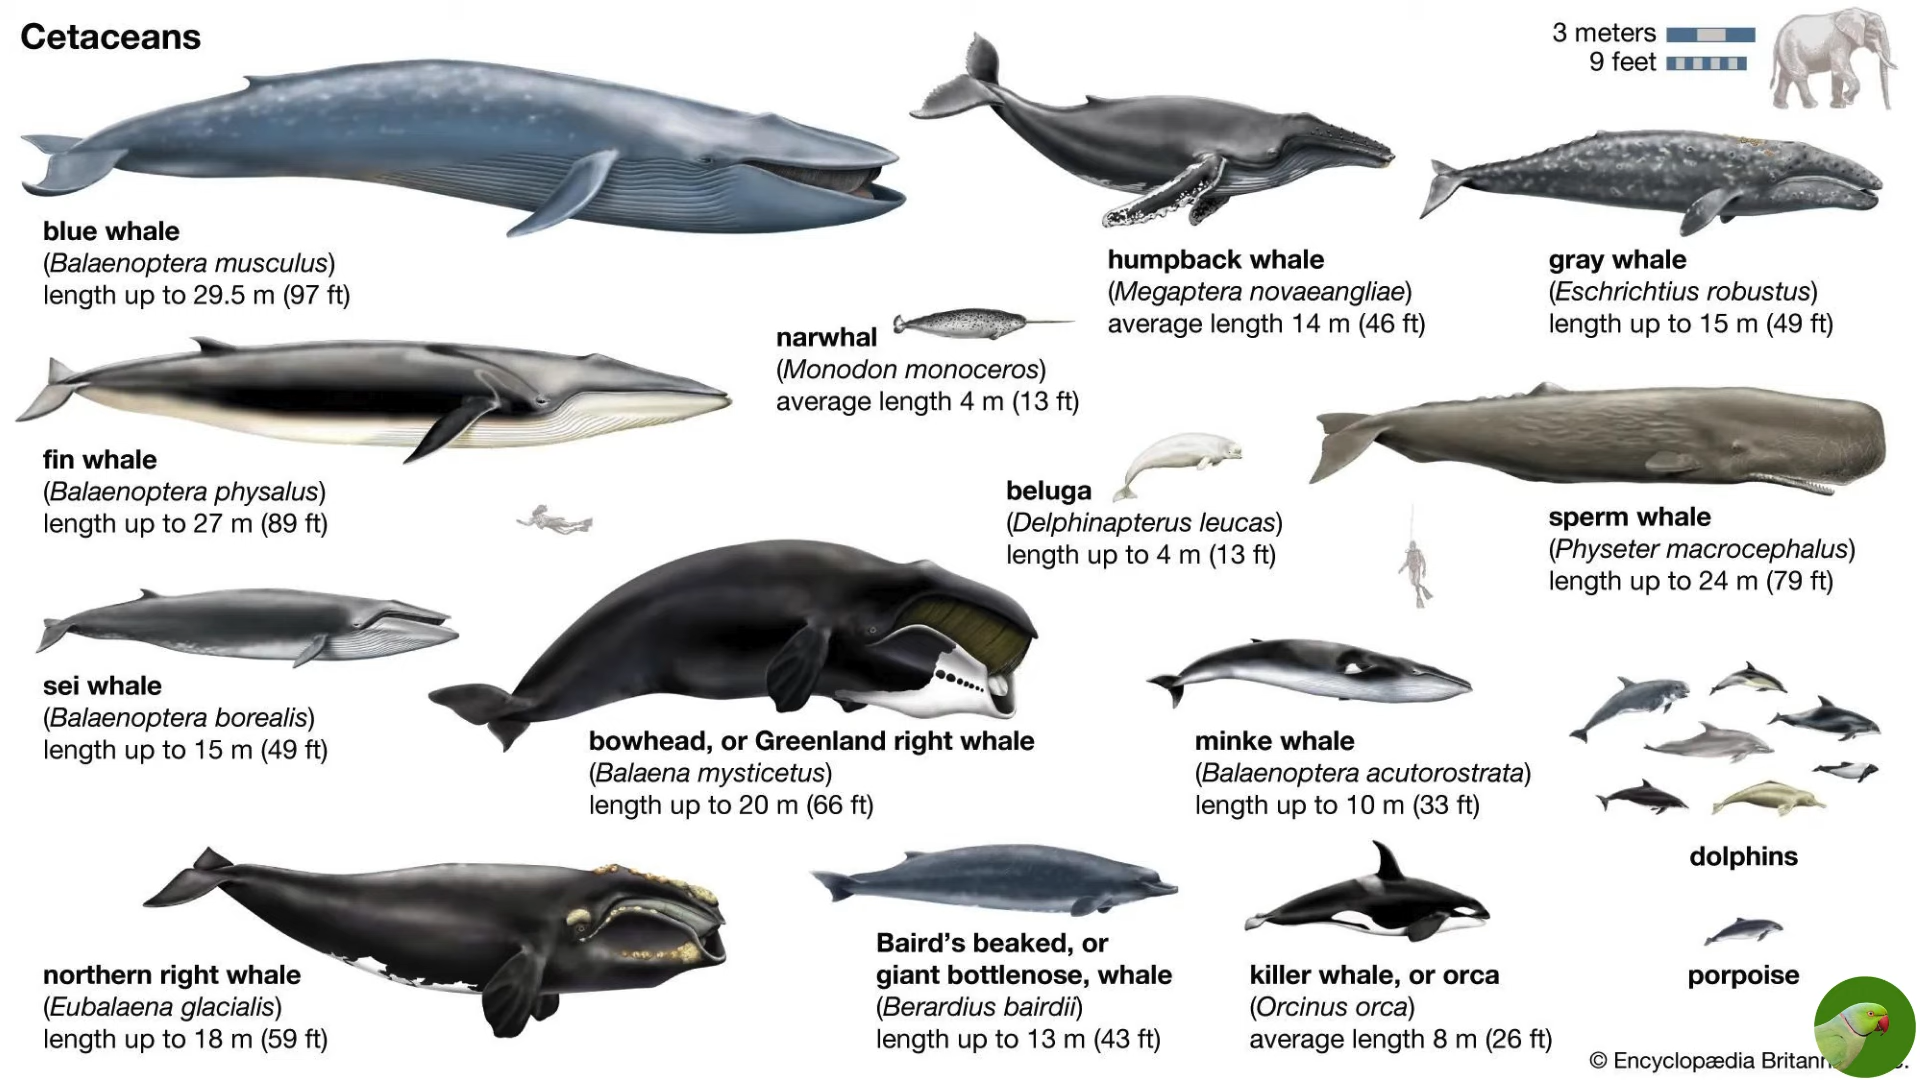 Cetaceans
3 meters
9 feet
blue whale
(Balaenoptera musculus)
length up to 29.5 m (97 ft)
humpback whale
(Megaptera novaeangliae)
average length 14 m (46 ft)
gray whale
(Eschrichtius robustus)
length up to 15 m (49 ft)
narwhal
(Monodon monoceros)
average length 4 m (13 ft)
fin whale
(Balaenoptera physalus)
length up to 27 m (89 ft)
beluga
(Delphinapterus leucas)
length up to 4 m (13 ft)
sperm whale
(Physeter macrocephalus)
length up to 24 m (79 ft)
sei whale
(Balaenoptera borealis)
length up to 15 m (49 ft)
bowhead, or Greenland right whale
(Balaena mysticetus)
length up to 20 m (66 ft)
minke whale
(Balaenoptera acutorostrata)
length up to 10 m (33 ft)
dolphins
northern right whale
(Eubalaena glacialis)
length up to 18 m (59 ft)
Baird's beaked, or
giant bottlenose, whale
(Berardius bairdii)
length up to 13 m (43 ft)
killer whale, or orca
(Orcinus orca)
average length 8 m (26 ft)
porpoise
© Encyclopædia